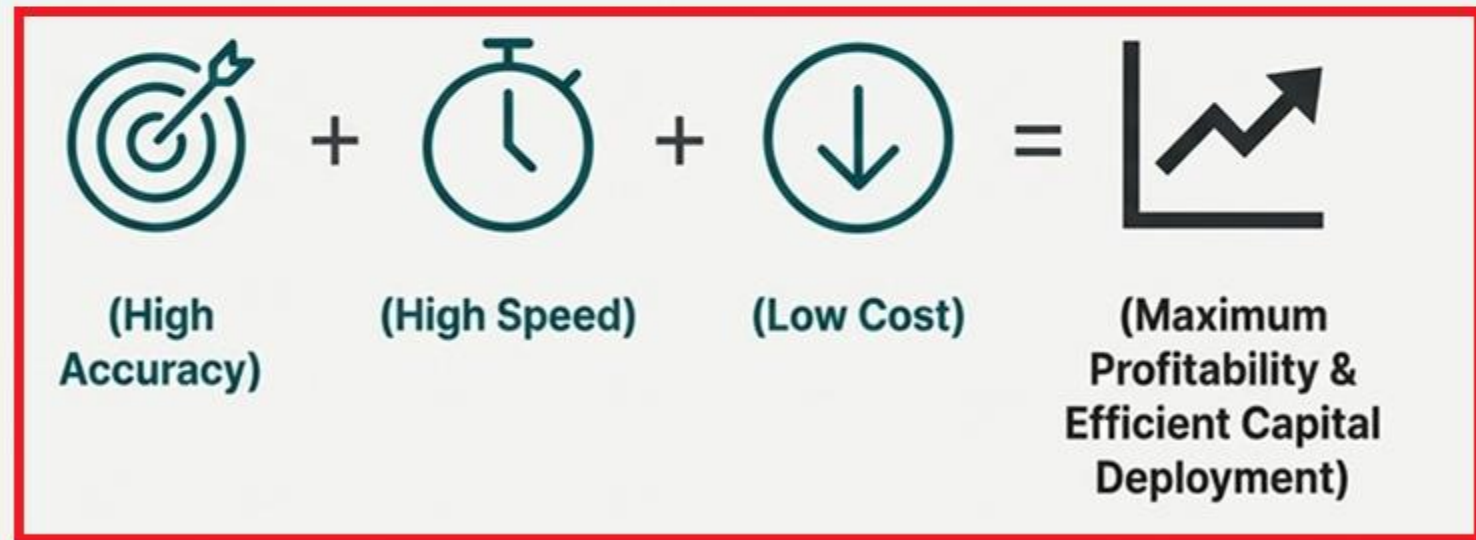 + + =
(High
Accuracy)
(High Speed)
(Low Cost)
(Maximum
Profitability &
Efficient Capital
Deployment)